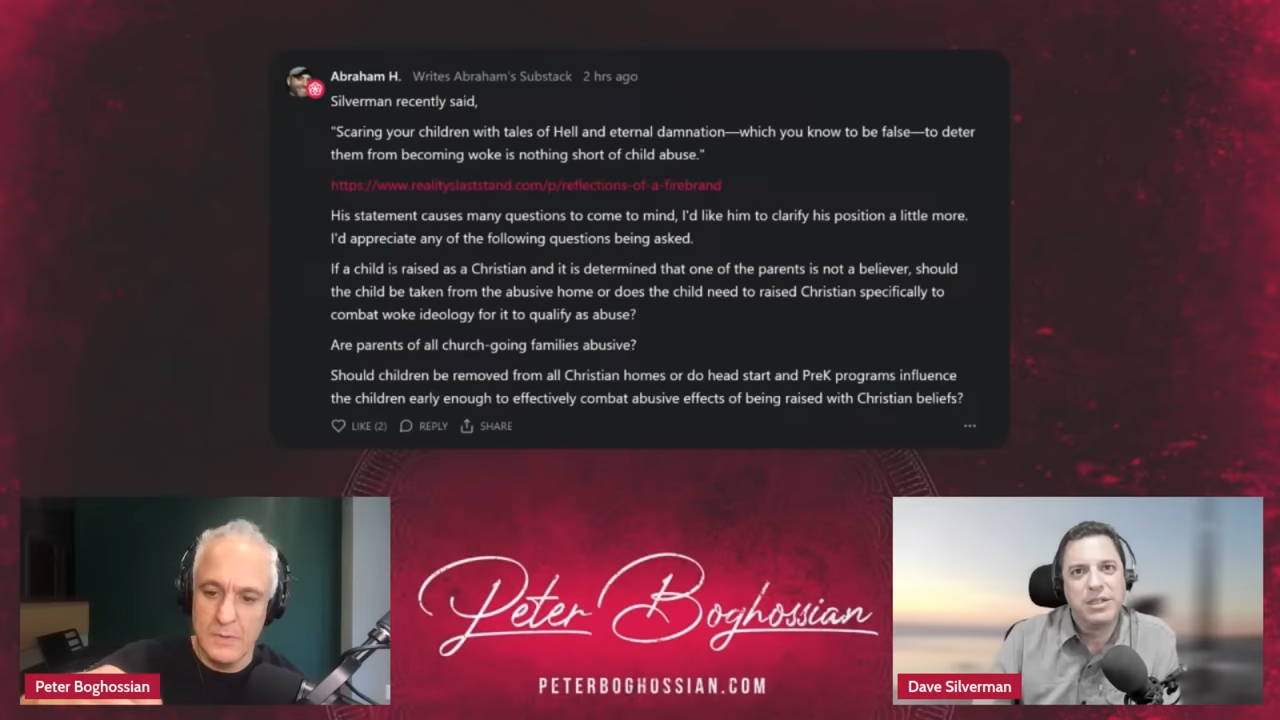 Abraham H. Writes Abraham's Substack 2 hrs ago
Silverman recently said,
"Scaring your children with tales of Hell and eternal damnation—which you know to be false—to deter
them from becoming woke is nothing short of child abuse."
https://www.realityslaststand.com/p/reflections-of-a-firebrand
His statement causes many questions to come to mind, I'd like him to clarify his position a little more.
I'd appreciate any of the following questions being asked.
If a child is raised as a Christian and it is determined that one of the parents is not a believer, should
the child be taken from the abusive home or does the child need to raised Christian specifically to
combat woke ideology for it to qualify as abuse?
Are parents of all church-going families abusive?
Should children be removed from all Christian homes or do head start and PreK programs influence
the children early enough to effectively combat abusive effects of being raised with Christian beliefs?
LIKE (2) REPLY SHARE
Peter Boghossian
PETERBOGHOSSIAN.COM
Peter Boghossian
Dave Silverman